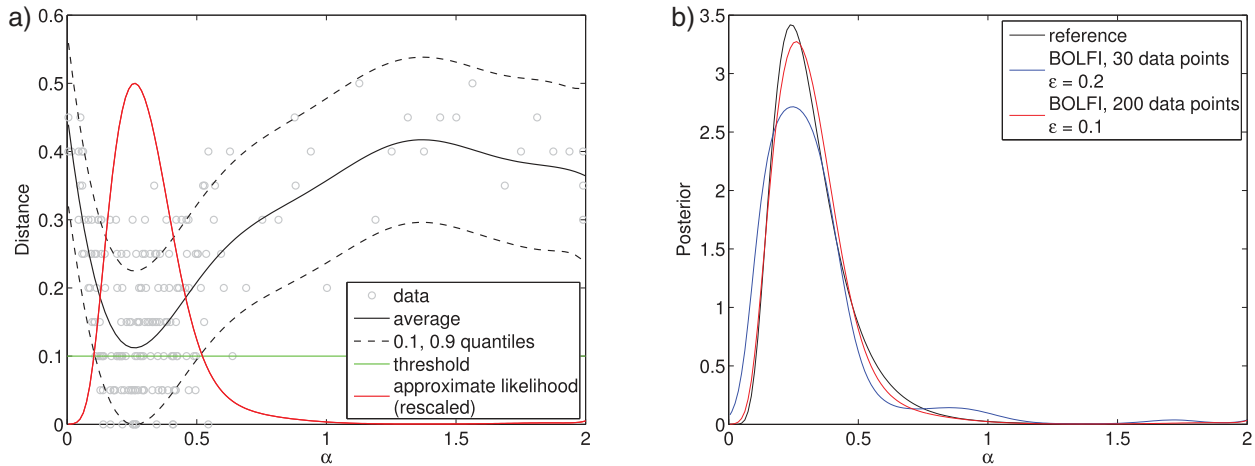 a)
0.6
0.5
0.4
0.3
0.2
0.1
0
Distance
0 0.5 1 1.5 2
α
data
average
0.1, 0.9 quantiles
threshold
approximate likelihood
(rescaled)
b)
3.5
3
2.5
2
1.5
1
0.5
0
Posterior
0 0.5 1 1.5 2
α
reference
BOLFI, 30 data points
ε = 0.2
BOLFI, 200 data points
ε = 0.1